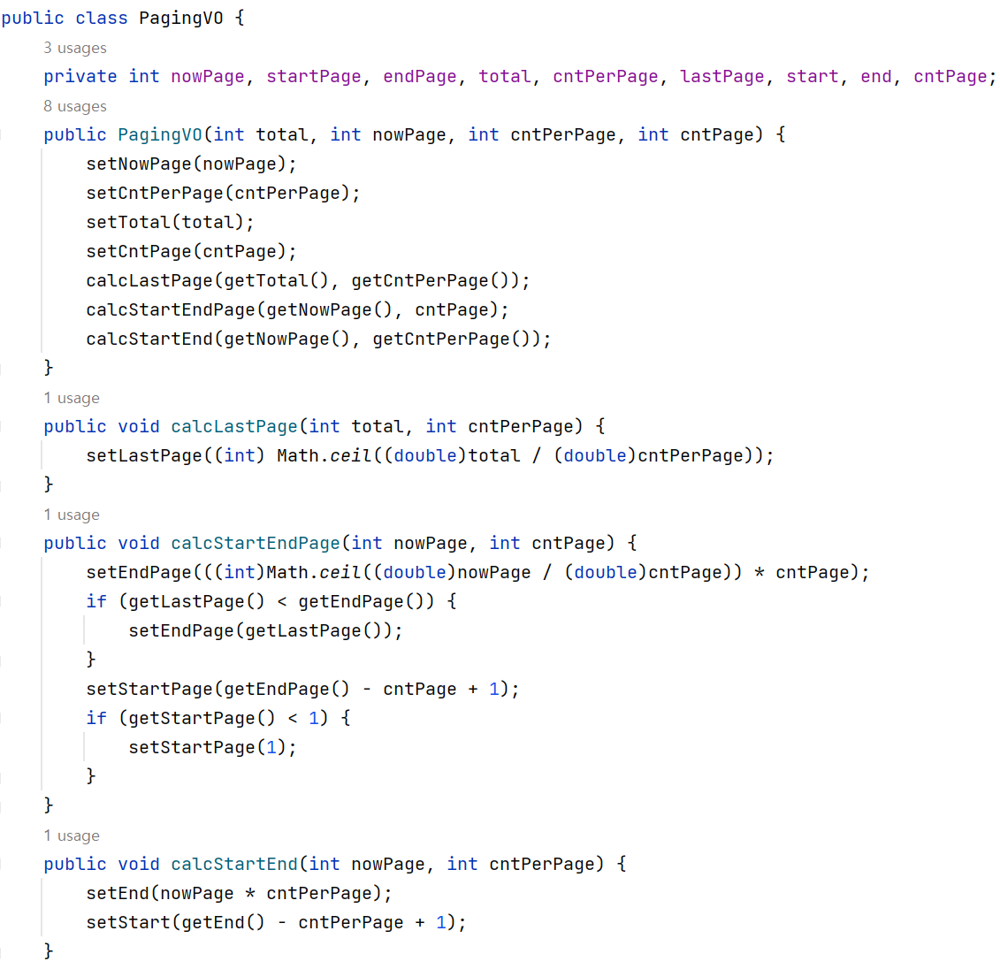 public class PagingVO {
3 usages
private int nowPage, startPage, endPage, total, cntPerPage, lastPage, start, end, cntPage;
8 usages
public PagingVO(int total, int nowPage, int cntPerPage, int cntPage) {
setNowPage(nowPage);
setCntPerPage(cntPerPage);
setTotal(total);
setCntPage(cntPage);
calcLastPage(getTotal(), getCntPerPage());
calcStartEndPage(getNowPage(), cntPage);
calcStartEnd(getNowPage(), getCntPerPage());
}
1 usage
public void calcLastPage(int total, int cntPerPage) {
setLastPage((int) Math.ceil((double)total / (double)cntPerPage));
}
1 usage
public void calcStartEndPage(int nowPage, int cntPage) {
setEndPage(((int)Math.ceil((double)nowPage / (double)cntPage)) * cntPage);
if (getLastPage() < getEndPage()) {
setEndPage(getLastPage());
}
setStartPage(getEndPage() - cntPage + 1);
if (getStartPage() < 1) {
setStartPage(1);
}
}
1 usage
public void calcStartEnd(int nowPage, int cntPerPage) {
setEnd(nowPage * cntPerPage);
setStart(getEnd() - cntPerPage + 1);
}